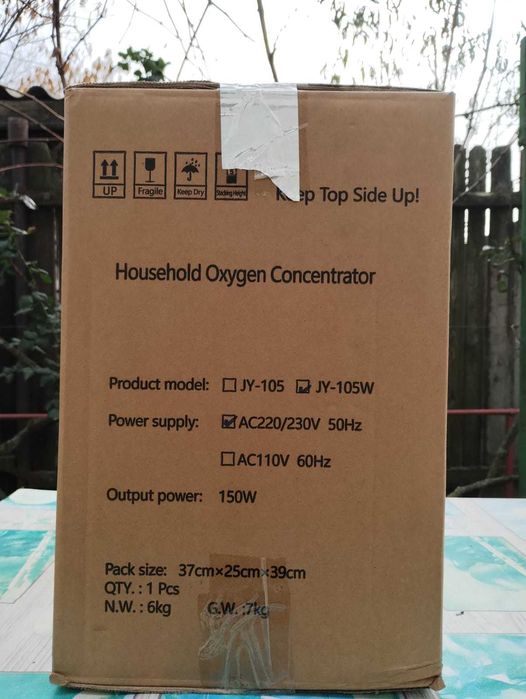 UP
Fragile
Keep Dry
Stacking Height
Keep Top Side Up!
Household Oxygen Concentrator
Product model: ☐ JY-105 ☑ JY-105W
Power supply: ☑ AC220/230V 50Hz
☐ AC110V 60Hz
Output power: 150W
Pack size: 37cm×25cm×39cm
QTY. : 1 Pcs
N.W. : 6kg G.W. :7kg